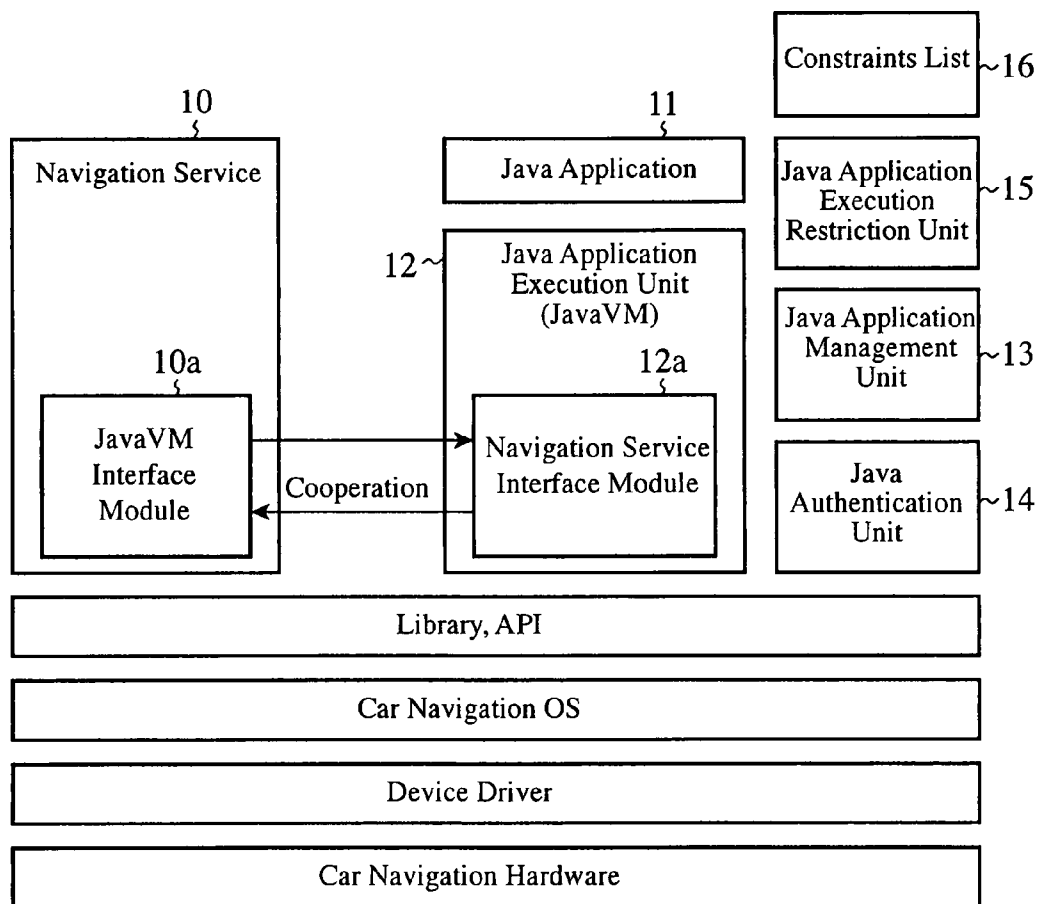 Constraints List
16
10
11
Navigation Service
Java Application
Java Application
Execution
Restriction Unit
15
12
Java Application
Execution Unit
(JavaVM)
Java Application
Management
Unit
13
10a
12a
JavaVM
Interface
Module
Cooperation
Navigation Service
Interface Module
Java
Authentication
Unit
14
Library, API
Car Navigation OS
Device Driver
Car Navigation Hardware